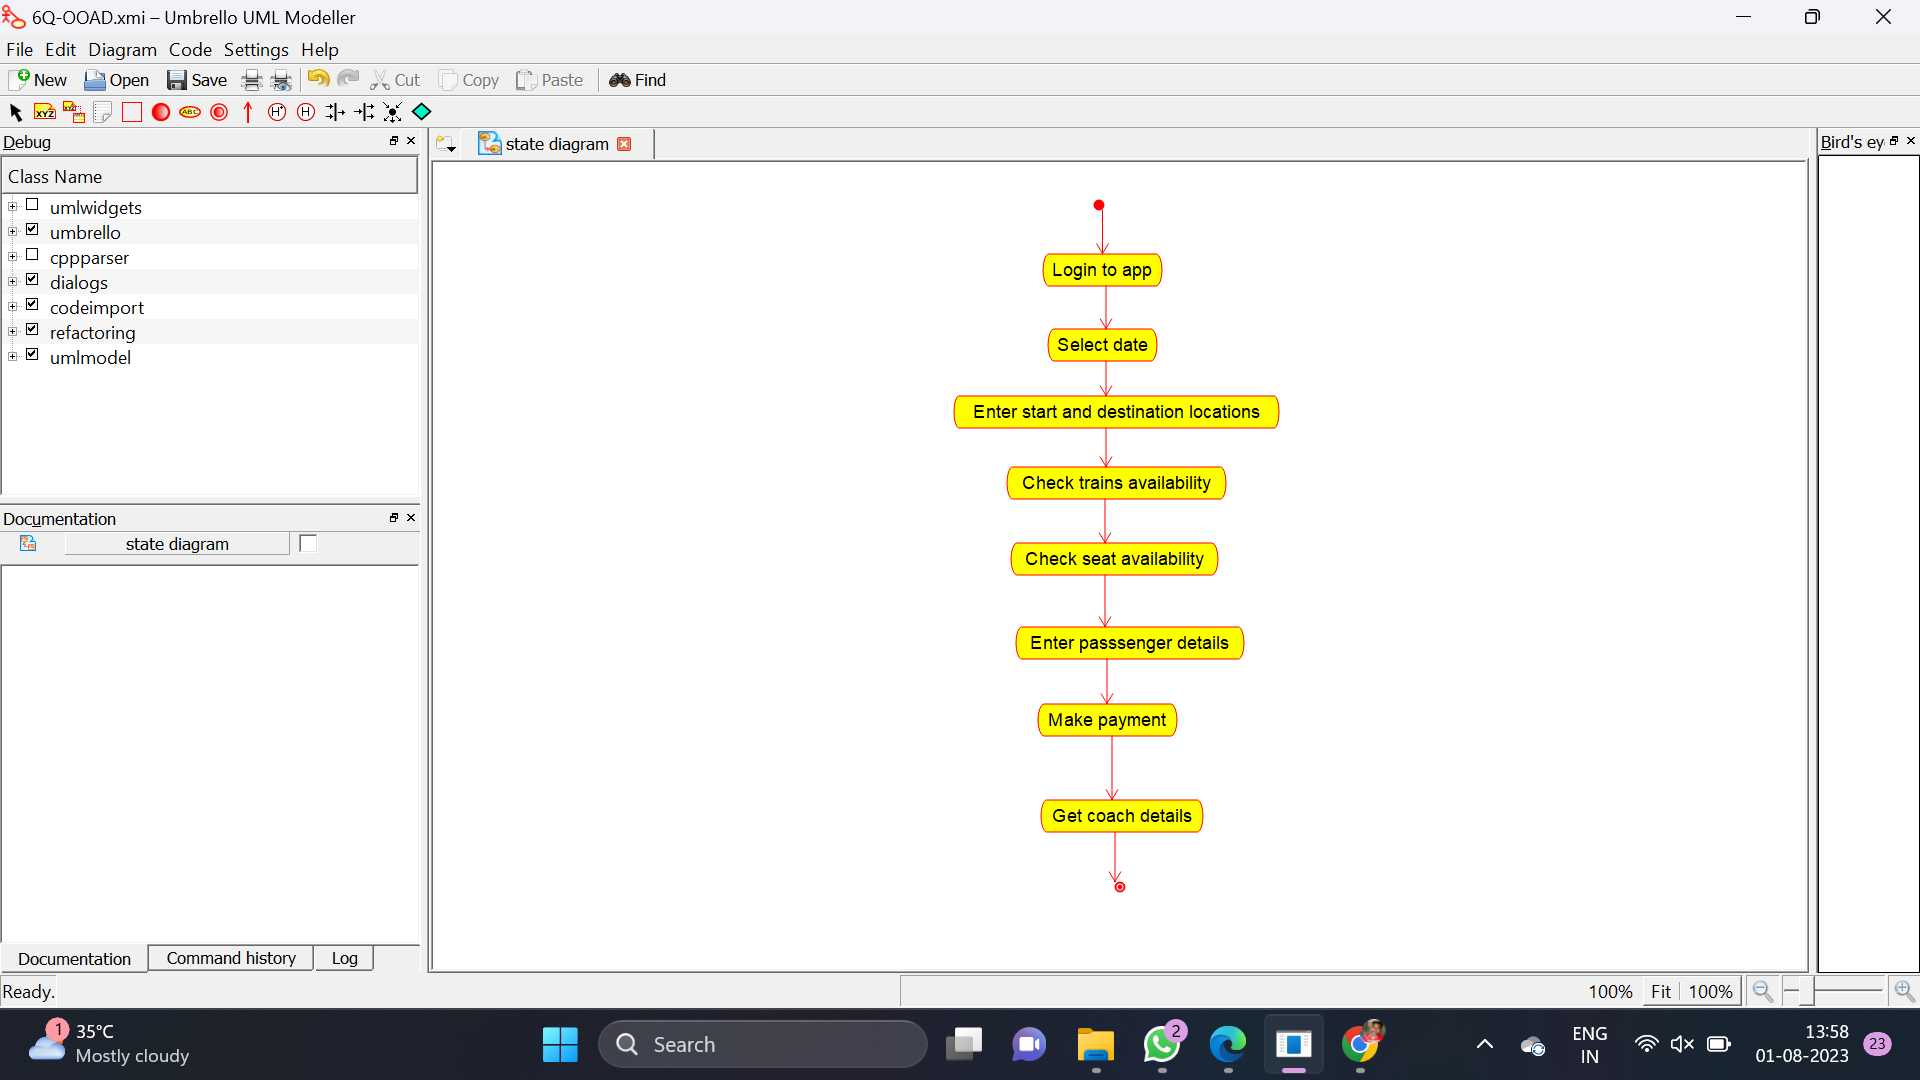 6Q-OOAD.xmi – Umbrello UML Modeller
File Edit Diagram Code Settings Help
New Open Save Cut Copy Paste Find
XYZ XYZ ABC H* H
Debug
Class Name
umlwidgets
umbrello
cppparser
dialogs
codeimport
refactoring
umlmodel
Documentation
state diagram
Documentation Command history Log
Ready.
state diagram
Login to app
Select date
Enter start and destination locations
Check trains availability
Check seat availability
Enter passsenger details
Make payment
Get coach details
Bird's ey
100% Fit 100%
1
35°C
Mostly cloudy
Search
2
ENG
IN
13:58
01-08-2023
23